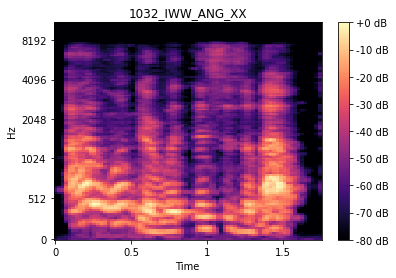 1032_IWW_ANG_XX
8192
4096
2048
1024
512
0
Hz
0
0.5
1
1.5
Time
+0 dB
-10 dB
-20 dB
-30 dB
-40 dB
-50 dB
-60 dB
-70 dB
-80 dB